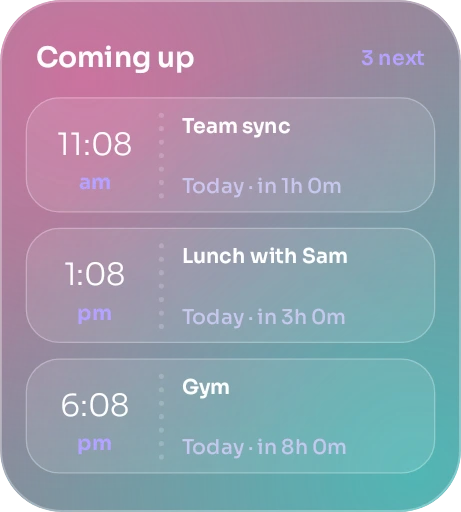 Coming up
3 next
11:08
am
Team sync
Today · in 1h 0m
1:08
pm
Lunch with Sam
Today · in 3h 0m
6:08
pm
Gym
Today · in 8h 0m